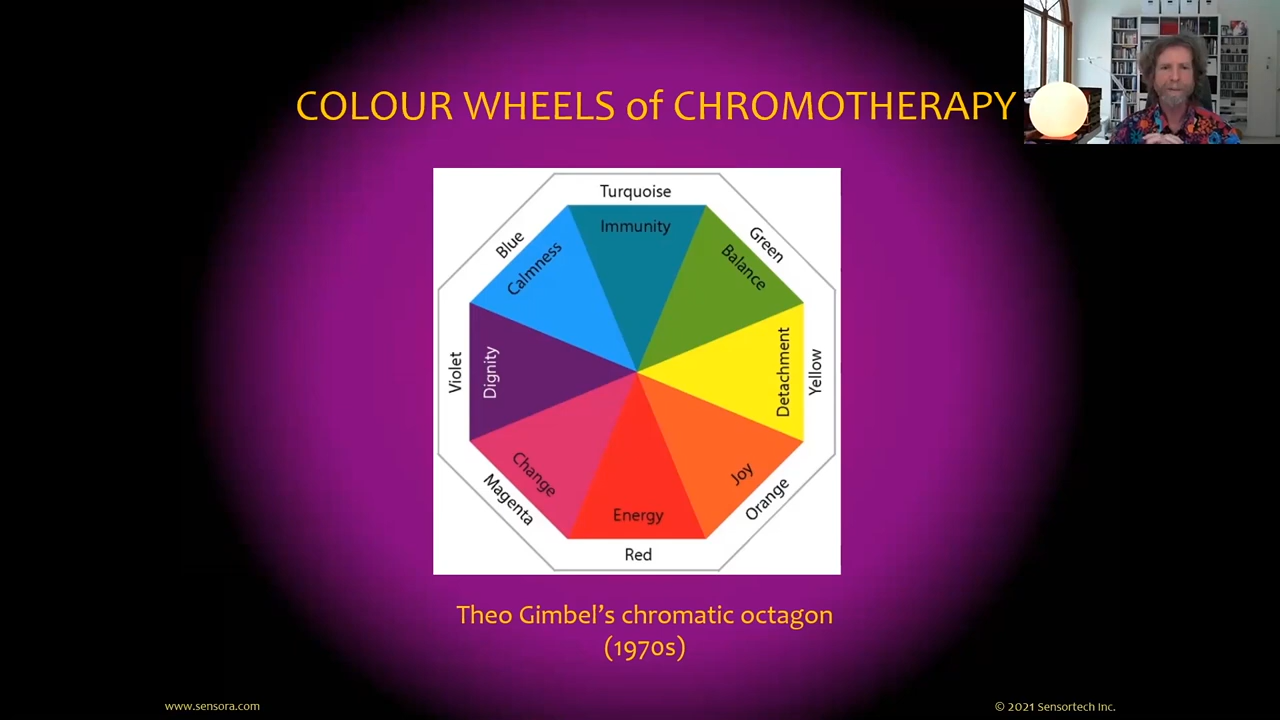 COLOUR WHEELS of CHROMOTHERAPY
Turquoise
Immunity
Blue
Calmness
Green
Balance
Violet
Dignity
Detachment
Yellow
Change
Magenta
Joy
Orange
Energy
Red
Theo Gimbel’s chromatic octagon
(1970s)
www.sensora.com
© 2021 Sensortech Inc.